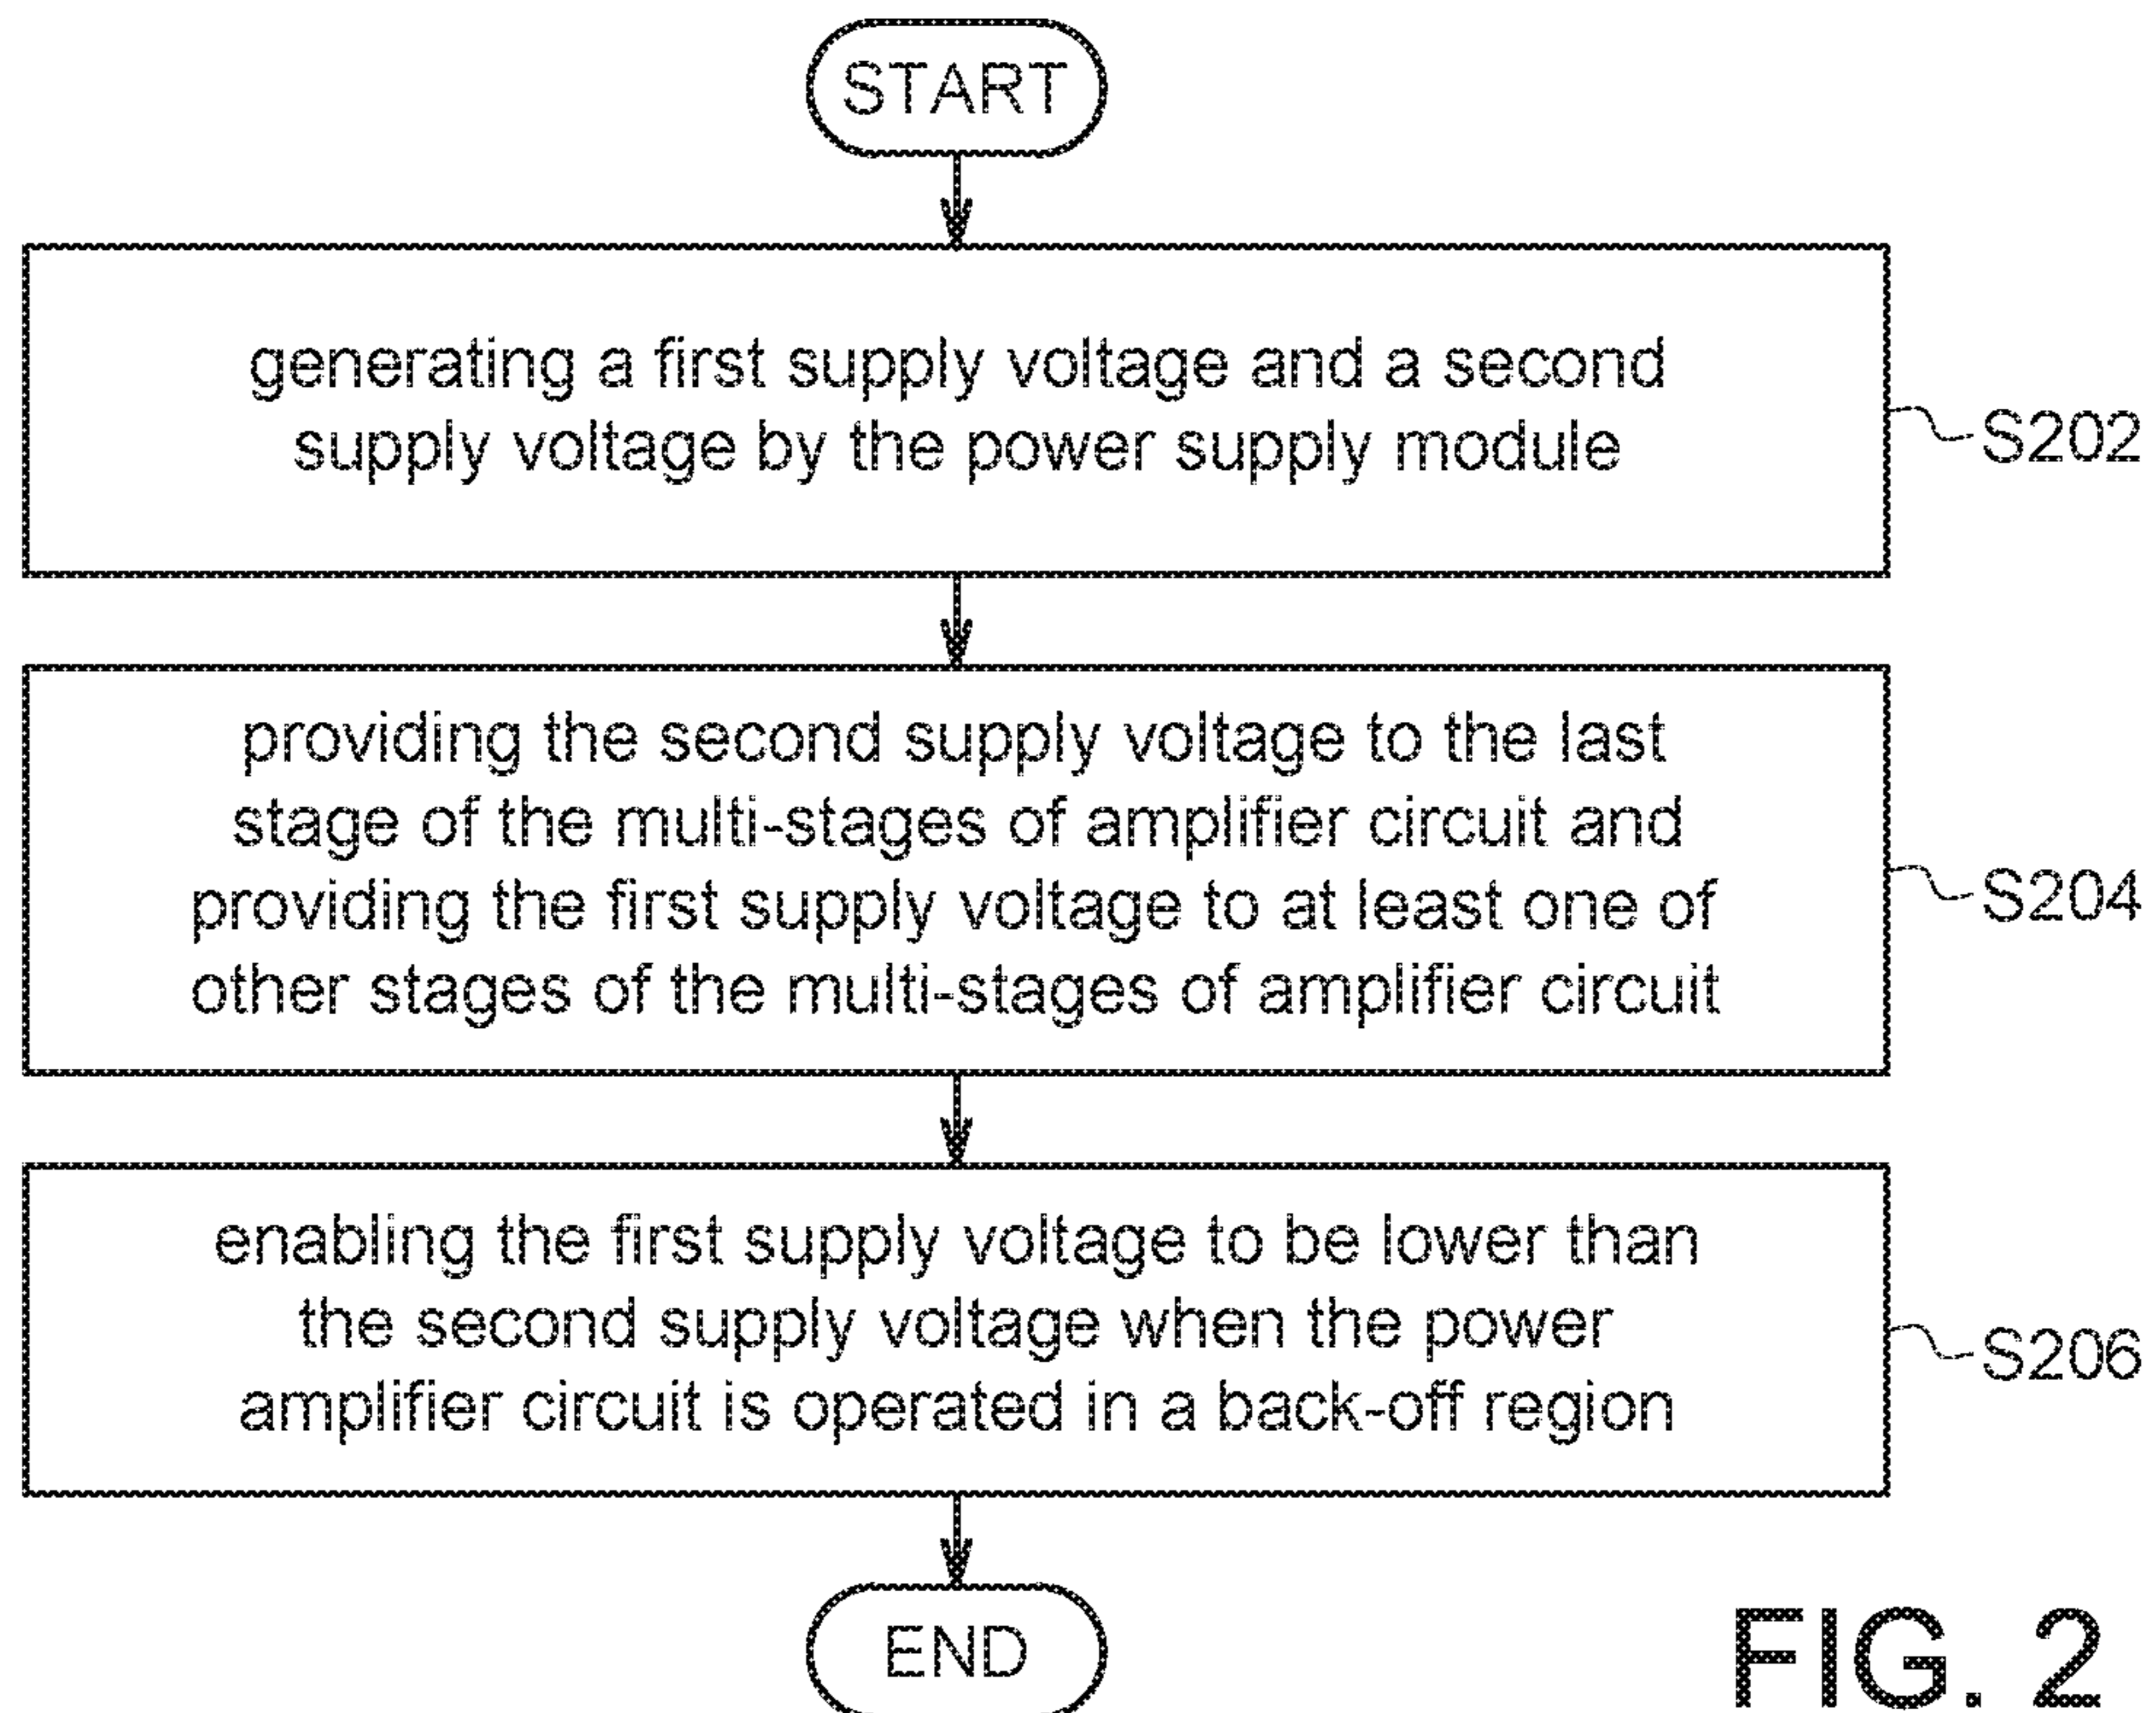 START
generating a first supply voltage and a second
supply voltage by the power supply module
S202
providing the second supply voltage to the last
stage of the multi-stages of amplifier circuit and
providing the first supply voltage to at least one of
other stages of the multi-stages of amplifier circuit
S204
enabling the first supply voltage to be lower than
the second supply voltage when the power
amplifier circuit is operated in a back-off region
S206
END
FIG. 2